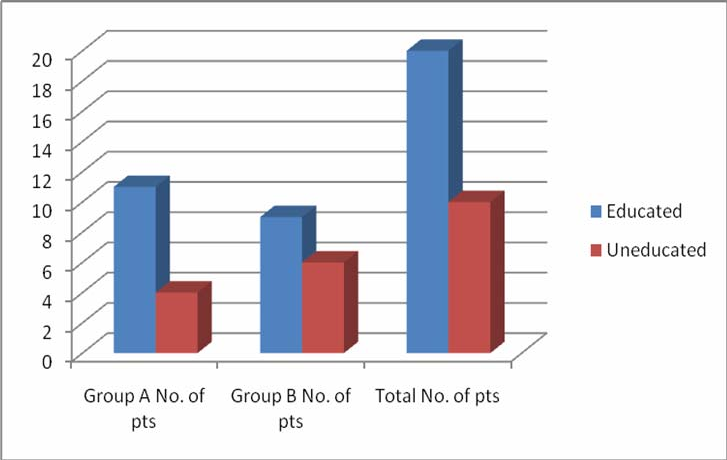 20
18
16
14
12
10
8
6
4
2
0
Group A No. of
pts
Group B No. of
pts
Total No. of pts
Educated
Uneducated